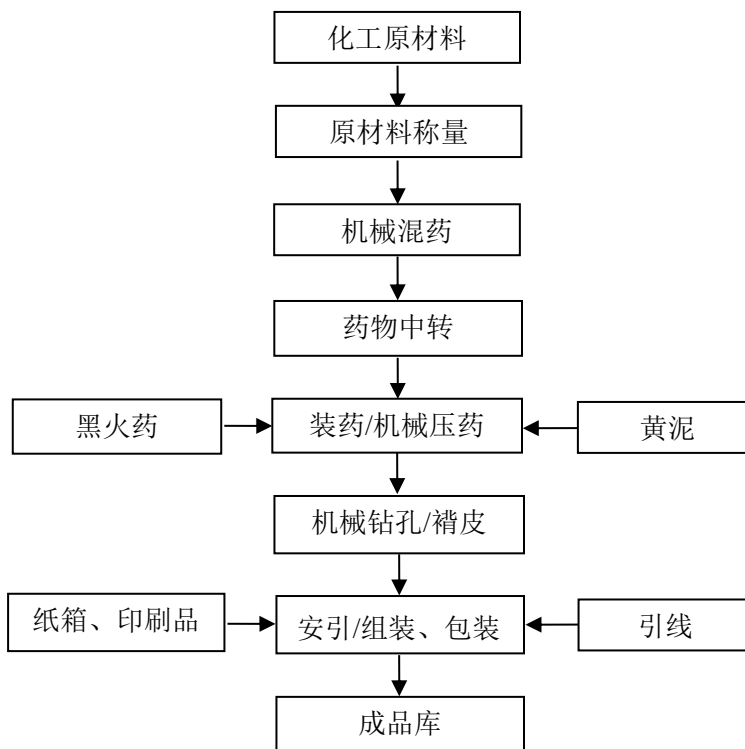 化工原材料
原材料称量
机械混药
药物中转
黑火药
装药/机械压药
黄泥
机械钻孔/褙皮
纸箱、印刷品
安引/组装、包装
引线
成品库